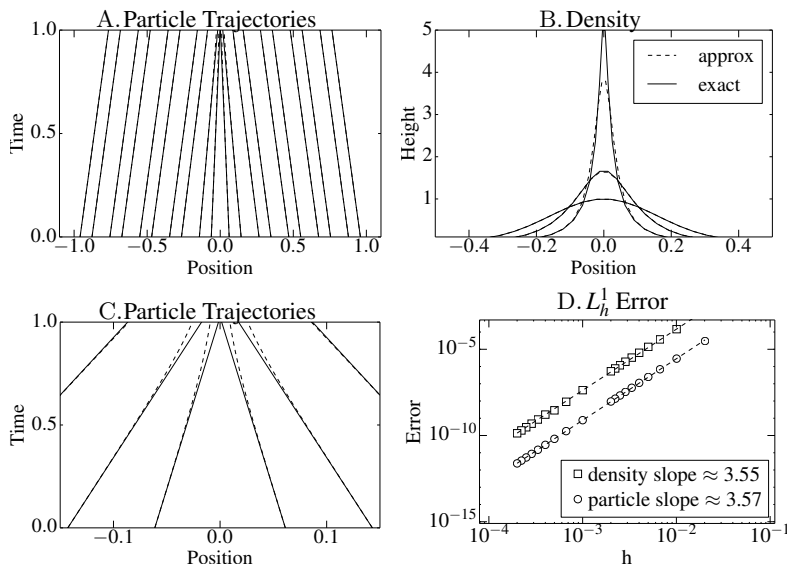 A. Particle Trajectories
1.0
0.5
0.0
Time
−1.0 −0.5 0.0 0.5 1.0
Position
B. Density
5
4
3
2
1
Height
approx
exact
−0.4 −0.2 0.0 0.2 0.4
Position
C. Particle Trajectories
1.0
0.5
0.0
Time
−0.1 0.0 0.1
Position
D. L_h^1 Error
10^−5
10^−10
10^−15
Error
density slope ≈ 3.55
particle slope ≈ 3.57
10^−4 10^−3 10^−2 10^−1
h